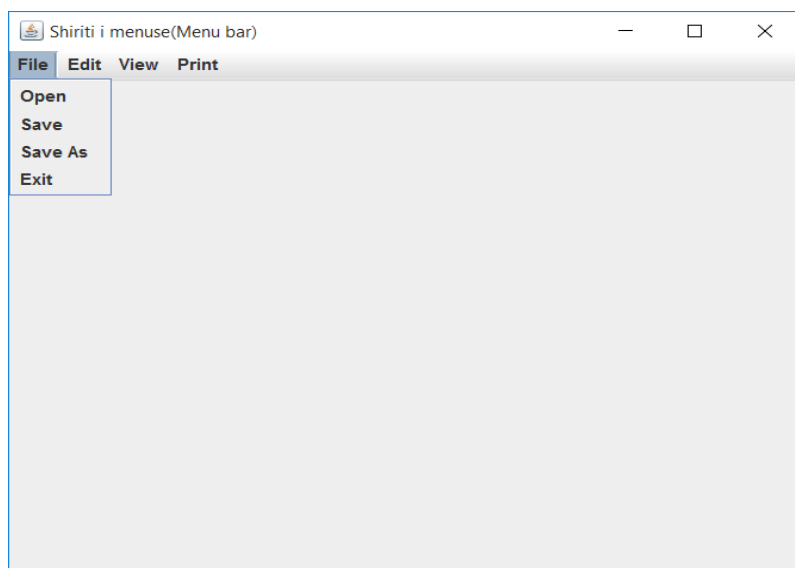 Shiriti i menuse(Menu bar)
File Edit View Print
Open
Save
Save As
Exit